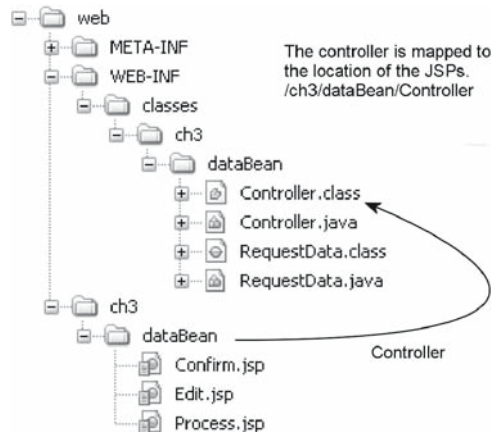 web
META-INF
WEB-INF
classes
ch3
dataBean
Controller.class
Controller.java
RequestData.class
RequestData.java
ch3
dataBean
Confirm.jsp
Edit.jsp
Process.jsp
The controller is mapped to
the location of the JSPs.
/ch3/dataBean/Controller
Controller